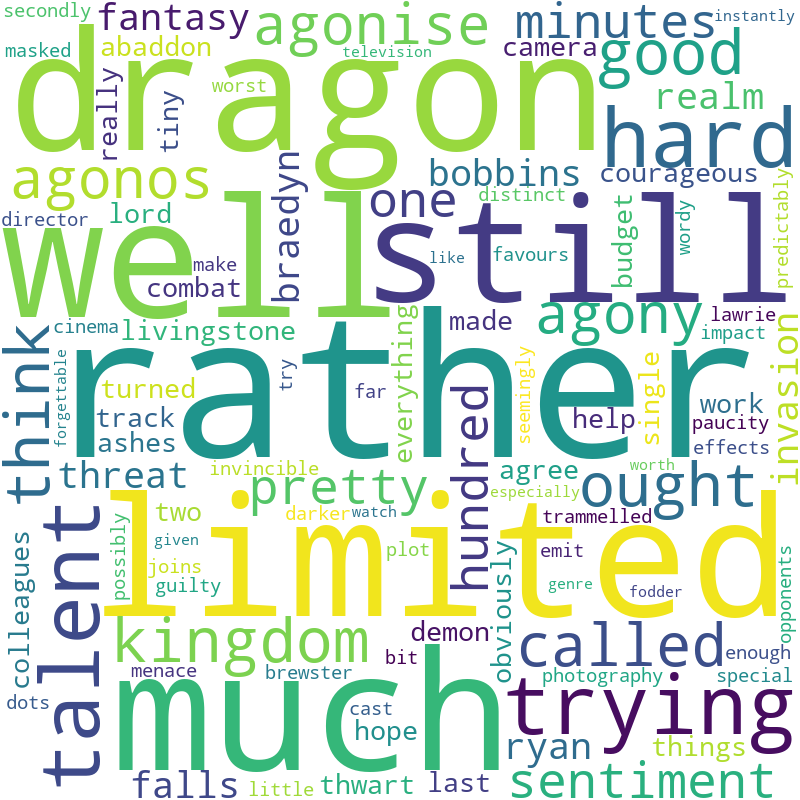 secondly
fantasy
agonise
minutes
instantly
masked
abaddon
television
camera
good
dragon
really
tiny
worst
realm
hard
agonos
braedyn
one
bobbins
courageous
director
lord
distinct
well
still
make
combat
like
favours
budget
wordy
predictably
cinema
livingstone
everything
made
agony
lawrie
impact
invasion
think
forgettable
rather
try
far
turned
track
ashes
hundred
seemingly
help
single
work
paucity
effects
threat
invincible
pretty
agree
worth
ought
especially
talent
limited
two
possibly
given
darker
watch
plot
trammelled
emit
joins
guilty
genre
fodder
colleagues
obviously
opponents
kingdom
demon
called
enough
menace
brewster
bit
photography
special
dots
much
cast
hope
trying
ryan
things
falls
little
thwart
last
sentiment